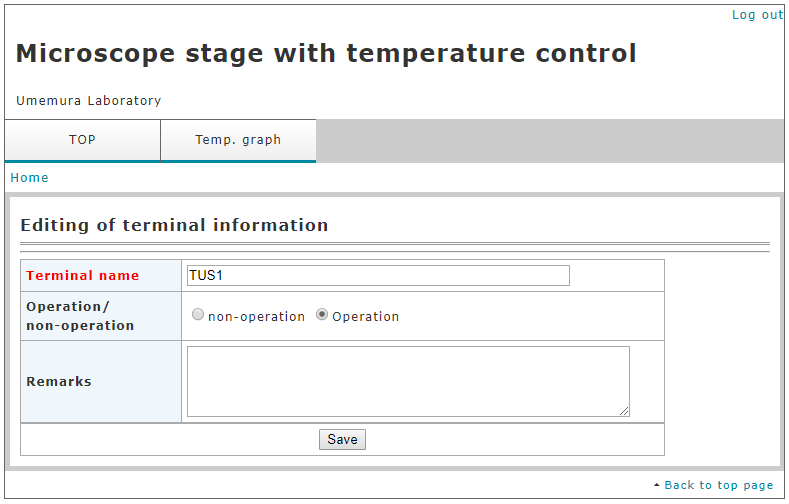 Log out
Microscope stage with temperature control
Umemura Laboratory
TOP
Temp. graph
Home
Editing of terminal information
Terminal name
TUS1
Operation/
non-operation
non-operation
Operation
Remarks
Save
Back to top page